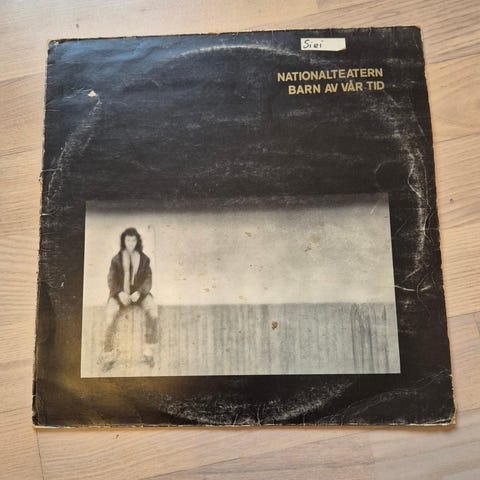 Siri
NATIONALTEATERN
BARN AV VÅR TID